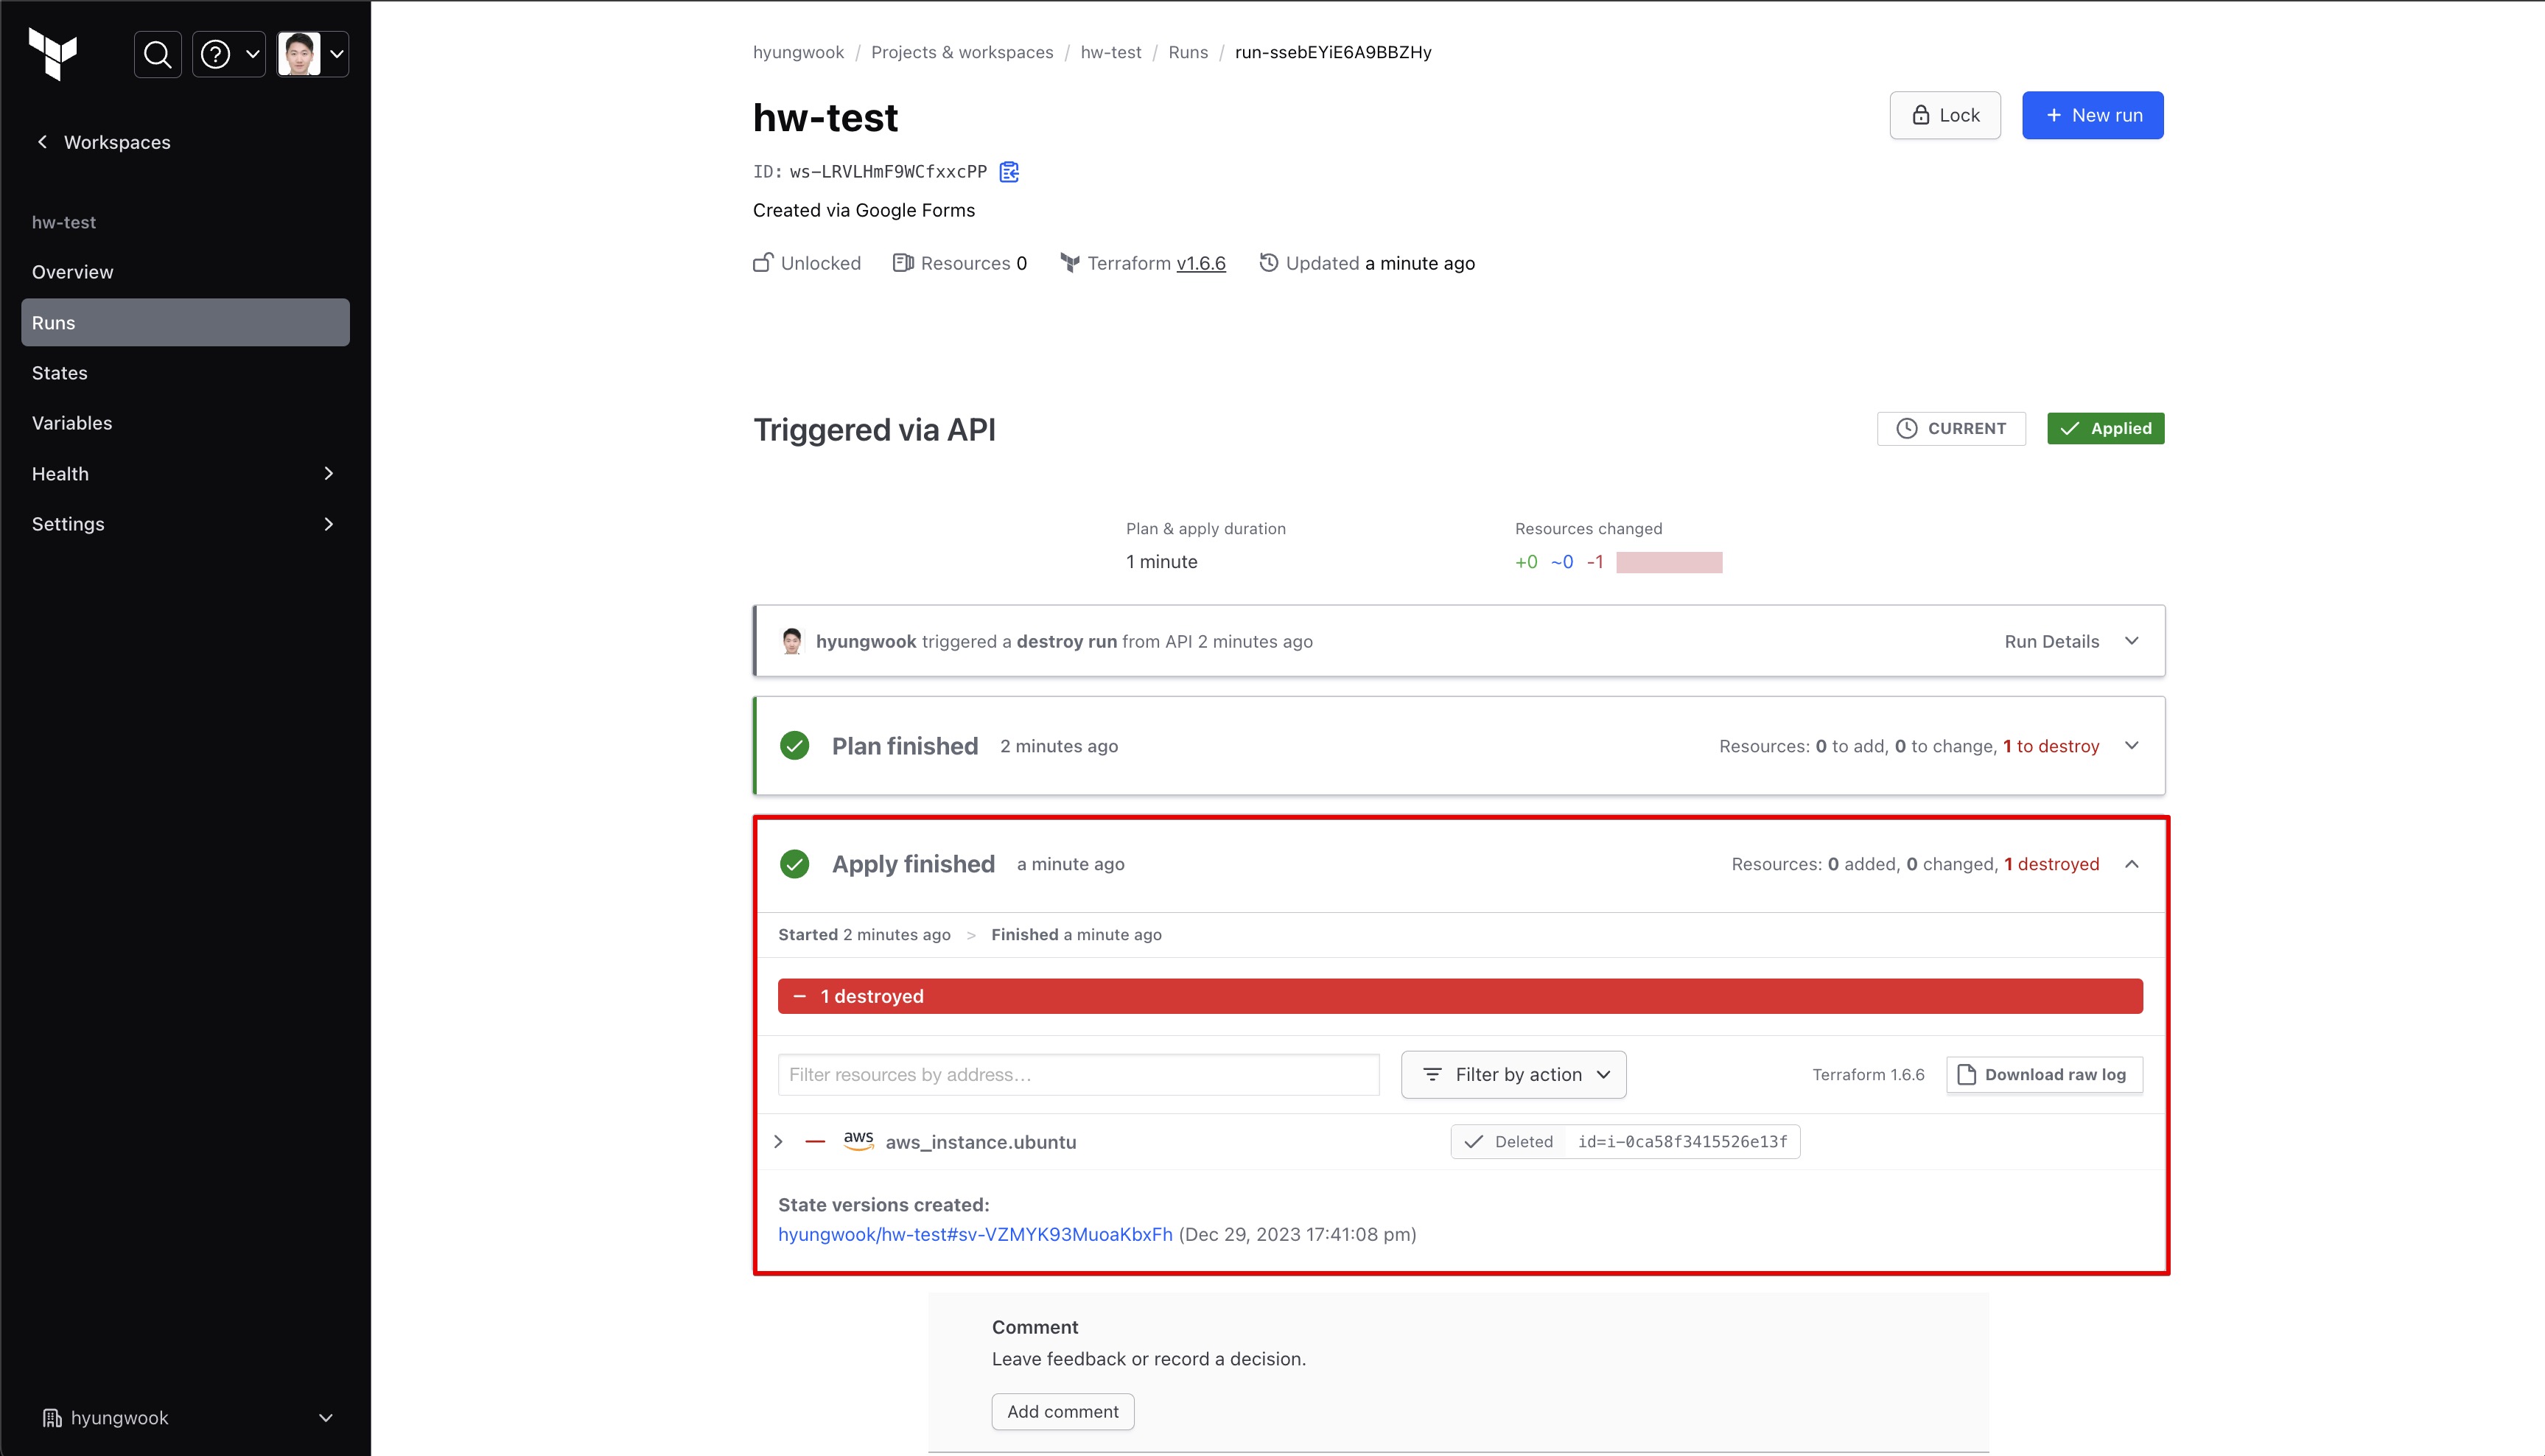 hyungwook / Projects & workspaces / hw-test / Runs / run-ssebEYiE6A9BBZHy
Workspaces
hw-test
Overview
Runs
States
Variables
Health
Settings
hyungwook
hw-test
Lock
+ New run
ID: ws-LRVLHmF9WCfxxcPP
Created via Google Forms
Unlocked Resources 0 Terraform v1.6.6 Updated a minute ago
Triggered via API
CURRENT
Applied
Plan & apply duration
1 minute
Resources changed
+0 ~0 -1
hyungwook triggered a destroy run from API 2 minutes ago
Run Details
Plan finished 2 minutes ago
Resources: 0 to add, 0 to change, 1 to destroy
Apply finished a minute ago
Resources: 0 added, 0 changed, 1 destroyed
Started 2 minutes ago > Finished a minute ago
− 1 destroyed
Filter resources by address...
Filter by action
Terraform 1.6.6
Download raw log
aws aws_instance.ubuntu
Deleted id=i-0ca58f3415526e13f
State versions created:
hyungwook/hw-test#sv-VZMYK93MuoaKbxFh (Dec 29, 2023 17:41:08 pm)
Comment
Leave feedback or record a decision.
Add comment